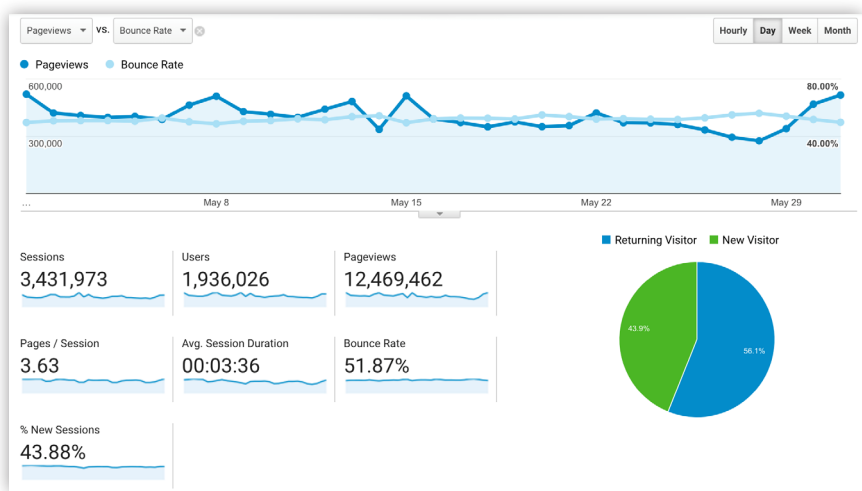 Pageviews VS. Bounce Rate
Hourly Day Week Month
Pageviews Bounce Rate
600,000 80.00%
300,000 40.00%
... May 8 May 15 May 22 May 29
Returning Visitor New Visitor
Sessions Users Pageviews
3,431,973 1,936,026 12,469,462
43.9%
56.1%
Pages / Session Avg. Session Duration Bounce Rate
3.63 00:03:36 51.87%
% New Sessions
43.88%